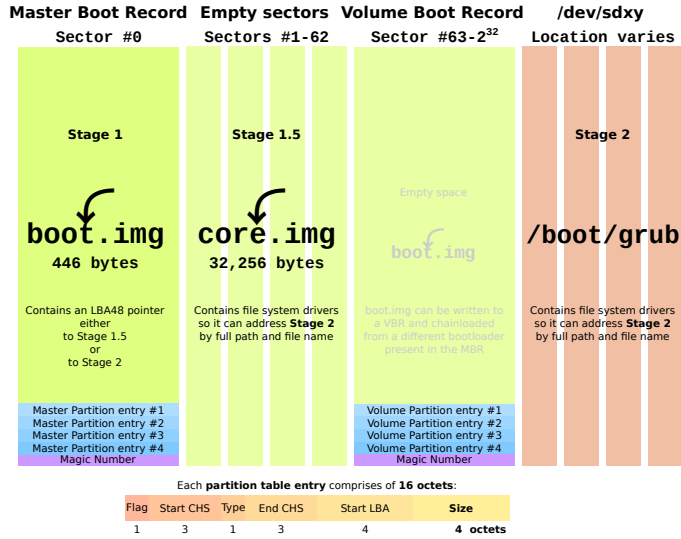 Master Boot Record
Sector #0
Stage 1
boot.img
446 bytes
Contains an LBA48 pointer
either
to Stage 1.5
or
to Stage 2
Master Partition entry #1
Master Partition entry #2
Master Partition entry #3
Master Partition entry #4
Magic Number
Empty sectors
Sectors #1-62
Stage 1.5
core.img
32,256 bytes
Contains file system drivers
so it can address Stage 2
by full path and file name
Volume Boot Record
Sector #63-2³²
Empty space
boot.img
boot.img can be written to
a VBR and chainloaded
from a different bootloader
present in the MBR
Volume Partition entry #1
Volume Partition entry #2
Volume Partition entry #3
Volume Partition entry #4
Magic Number
/dev/sdxy
Location varies
Stage 2
/boot/grub
Contains file system drivers
so it can address Stage 2
by full path and file name
Each partition table entry comprises of 16 octets:
Flag Start CHS Type End CHS Start LBA Size
1 3 1 3 4 4 octets